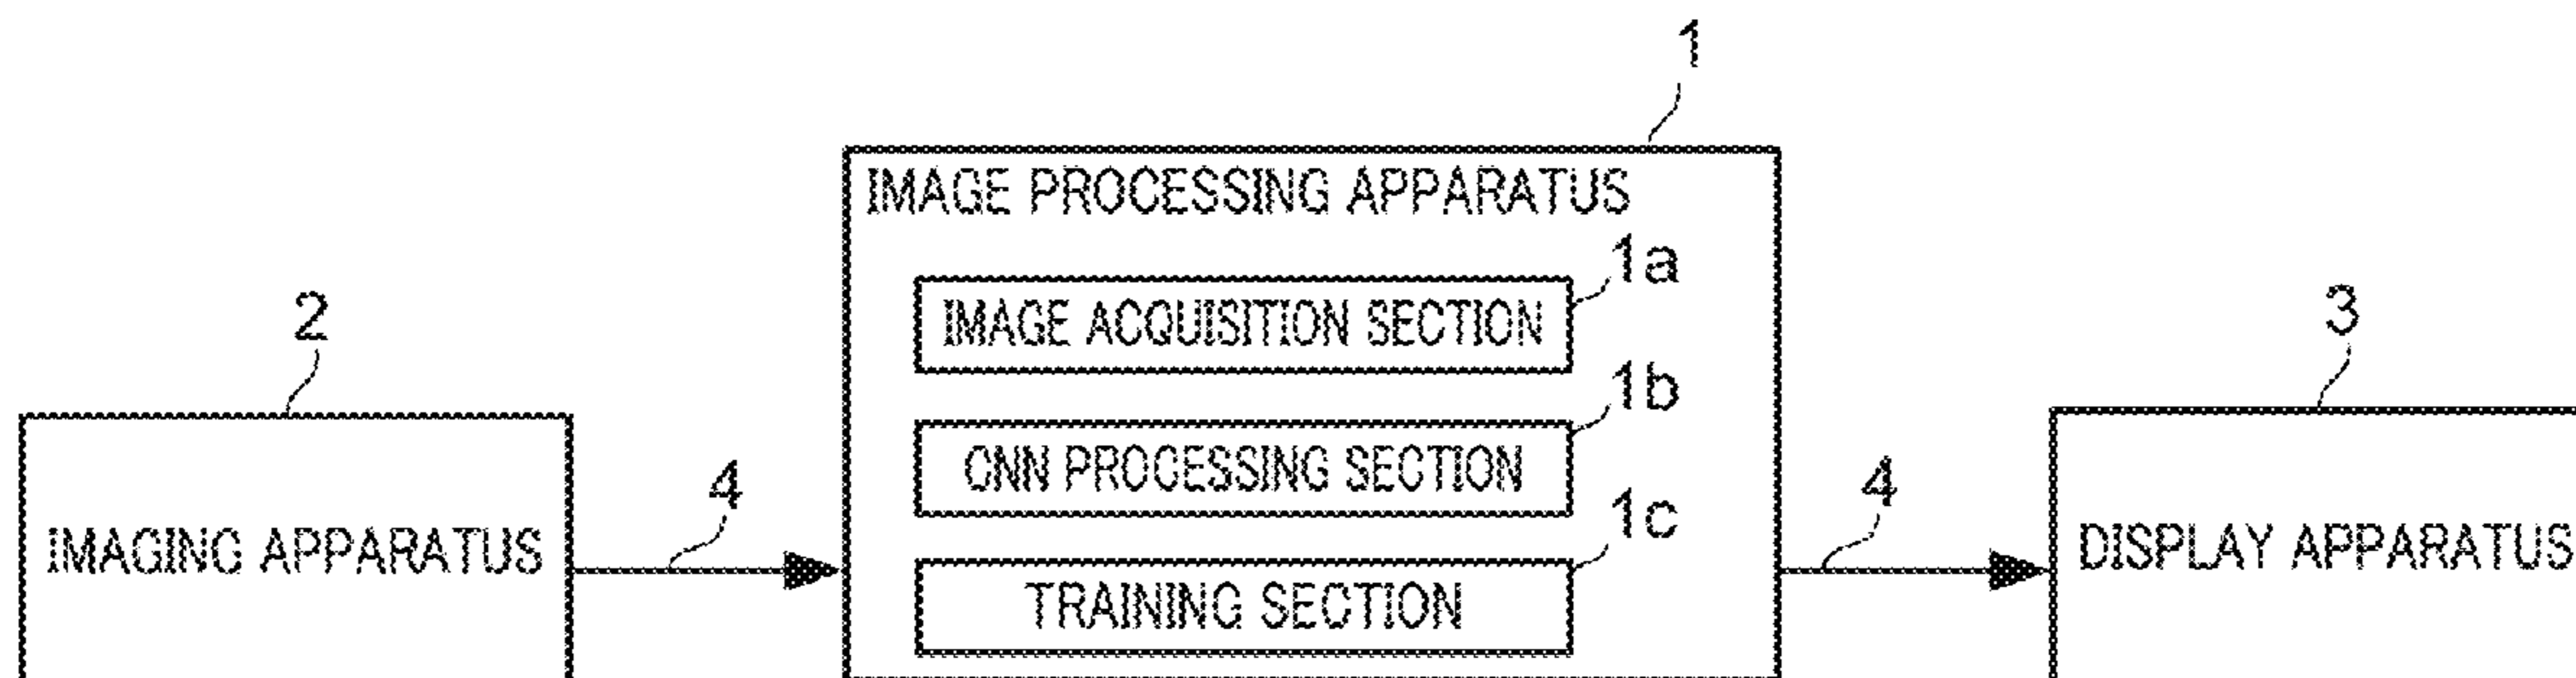 1
IMAGE PROCESSING APPARATUS
1a
IMAGE ACQUISITION SECTION
2
3
1b
CNN PROCESSING SECTION
4
4
1c
IMAGING APPARATUS
DISPLAY APPARATUS
TRAINING SECTION